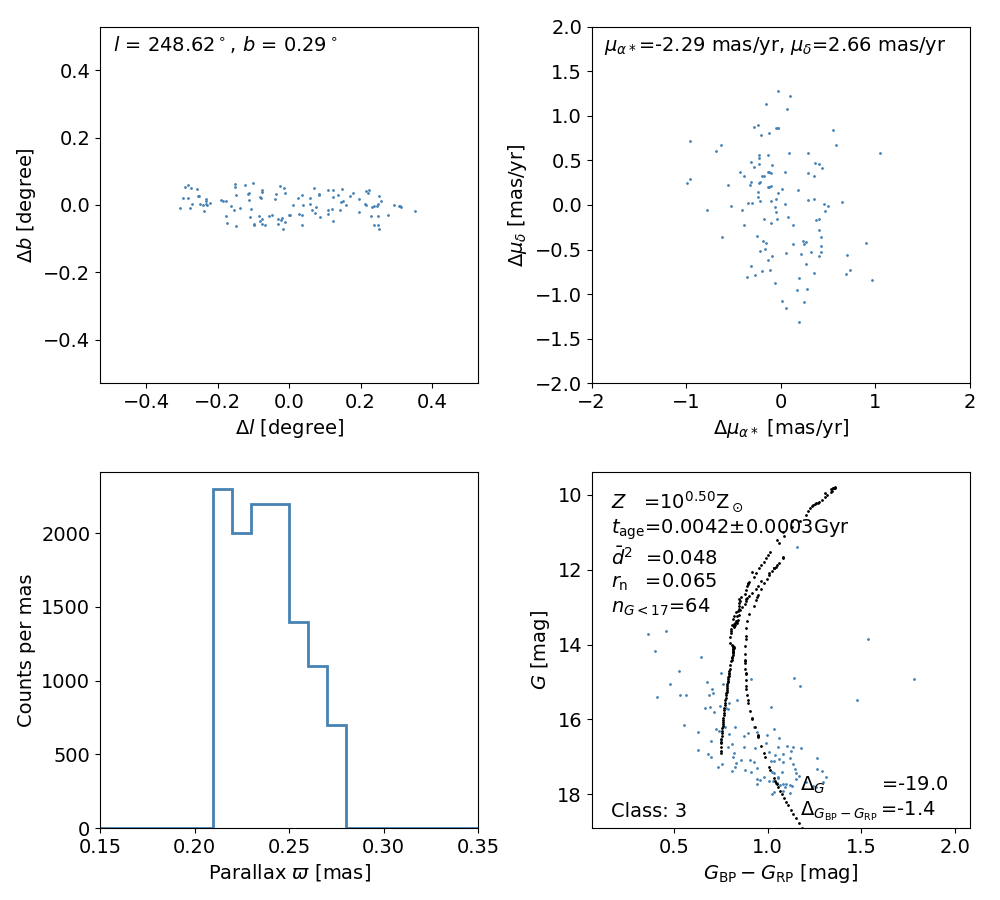 l = 248.62°, b = 0.29°
0.4
0.2
0.0
−0.2
−0.4
Δb [degree]
−0.4 −0.2 0.0 0.2 0.4
Δl [degree]
μα*=-2.29 mas/yr, μδ=2.66 mas/yr
2.0
1.5
1.0
0.5
0.0
−0.5
−1.0
−1.5
−2.0
Δμδ [mas/yr]
−2 −1 0 1 2
Δμα* [mas/yr]
2000
1500
1000
500
0
Counts per mas
0.15 0.20 0.25 0.30 0.35
Parallax ϖ [mas]
Z =10^0.50 Z⊙
t_age=0.0042±0.0003Gyr
d̄² =0.048
r_n =0.065
n_G<17=64
Δ_G =-19.0
Δ_GBP−GRP=-1.4
Class: 3
10
12
14
16
18
G [mag]
0.5 1.0 1.5 2.0
G_BP − G_RP [mag]